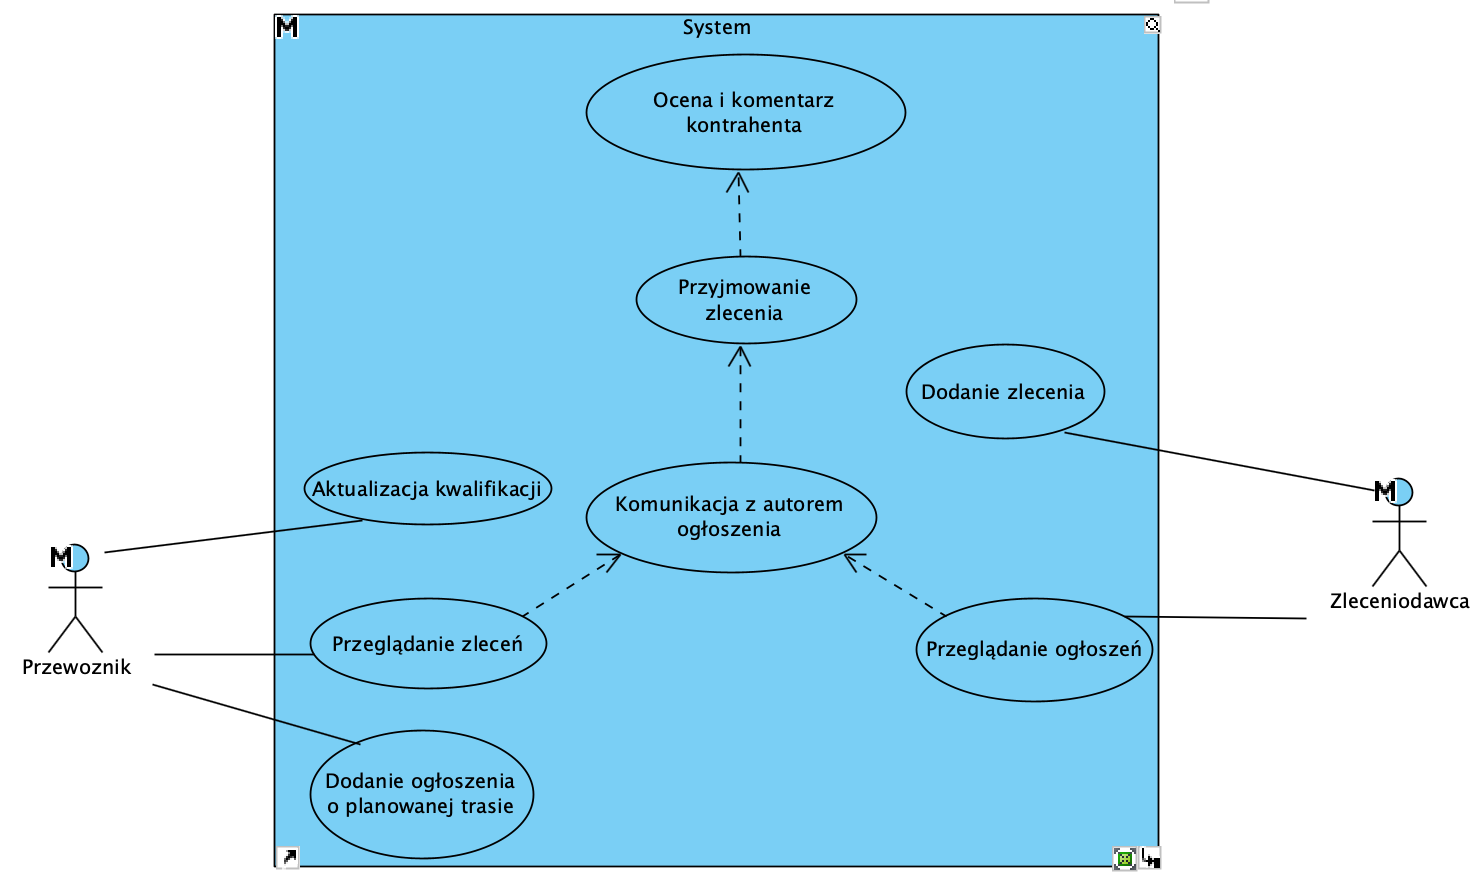 System
Ocena i komentarz
kontrahenta
Przyjmowanie
zlecenia
Dodanie zlecenia
Aktualizacja kwalifikacji
Komunikacja z autorem
ogłoszenia
M
M
M
Zleceniodawca
Przeglądanie zleceń
Przeglądanie ogłoszeń
Przewoznik
Dodanie ogłoszenia
o planowanej trasie